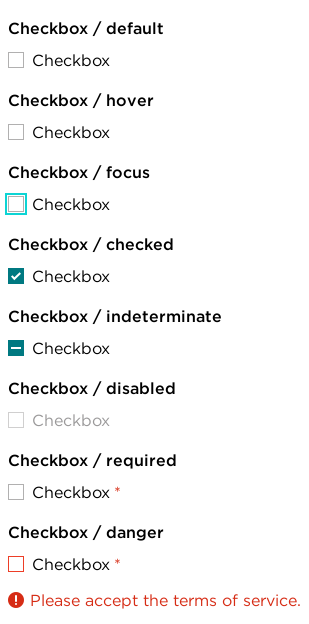 Checkbox / default
Checkbox
Checkbox / hover
Checkbox
Checkbox / focus
Checkbox
Checkbox / checked
Checkbox
Checkbox / indeterminate
Checkbox
Checkbox / disabled
Checkbox
Checkbox / required
Checkbox *
Checkbox / danger
Checkbox *
Please accept the terms of service.